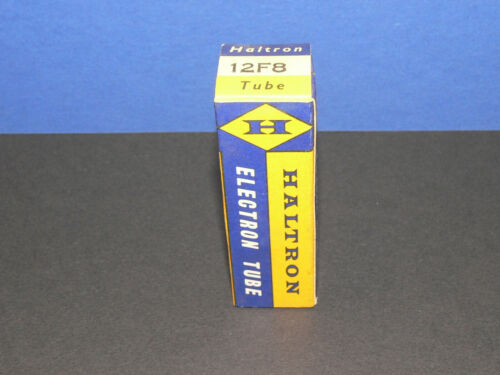 Haltron
12F8
Tube
H
HALTRON
ELECTRON TUBE